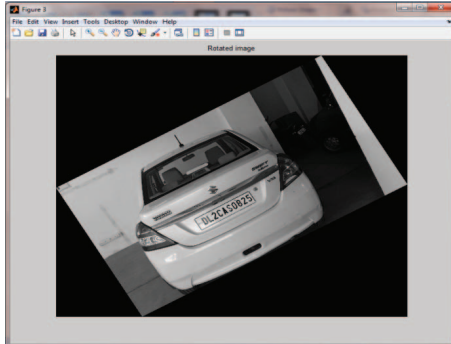 Figure 3
File Edit View Insert Tools Desktop Window Help
Rotated image
DL2CAS0825